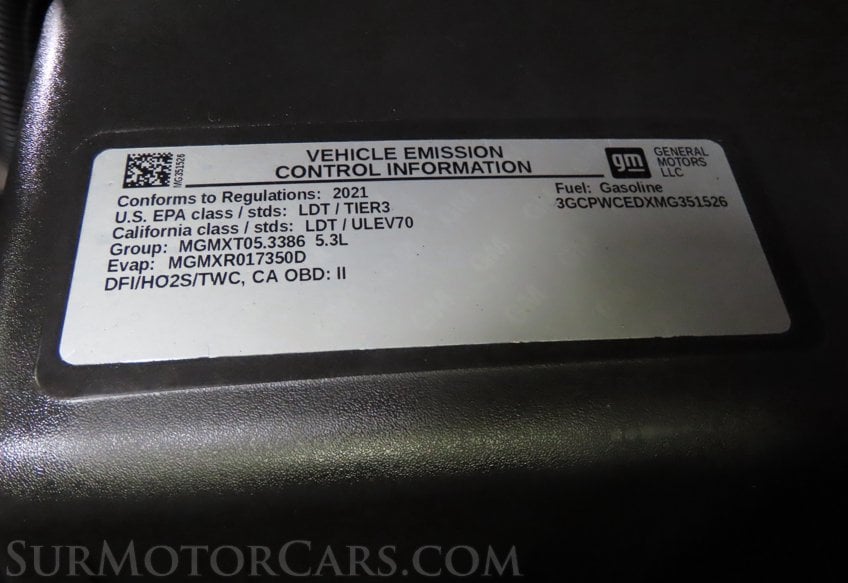 MG351526
VEHICLE EMISSION
CONTROL INFORMATION
gm
GENERAL
MOTORS
LLC
Conforms to Regulations: 2021
U.S. EPA class / stds: LDT / TIER3
California class / stds: LDT / ULEV70
Group: MGMXT05.3386 5.3L
Evap: MGMXR017350D
DFI/HO2S/TWC, CA OBD: II
Fuel: Gasoline
3GCPWCEDXMG351526
SURMOTORCARS.COM